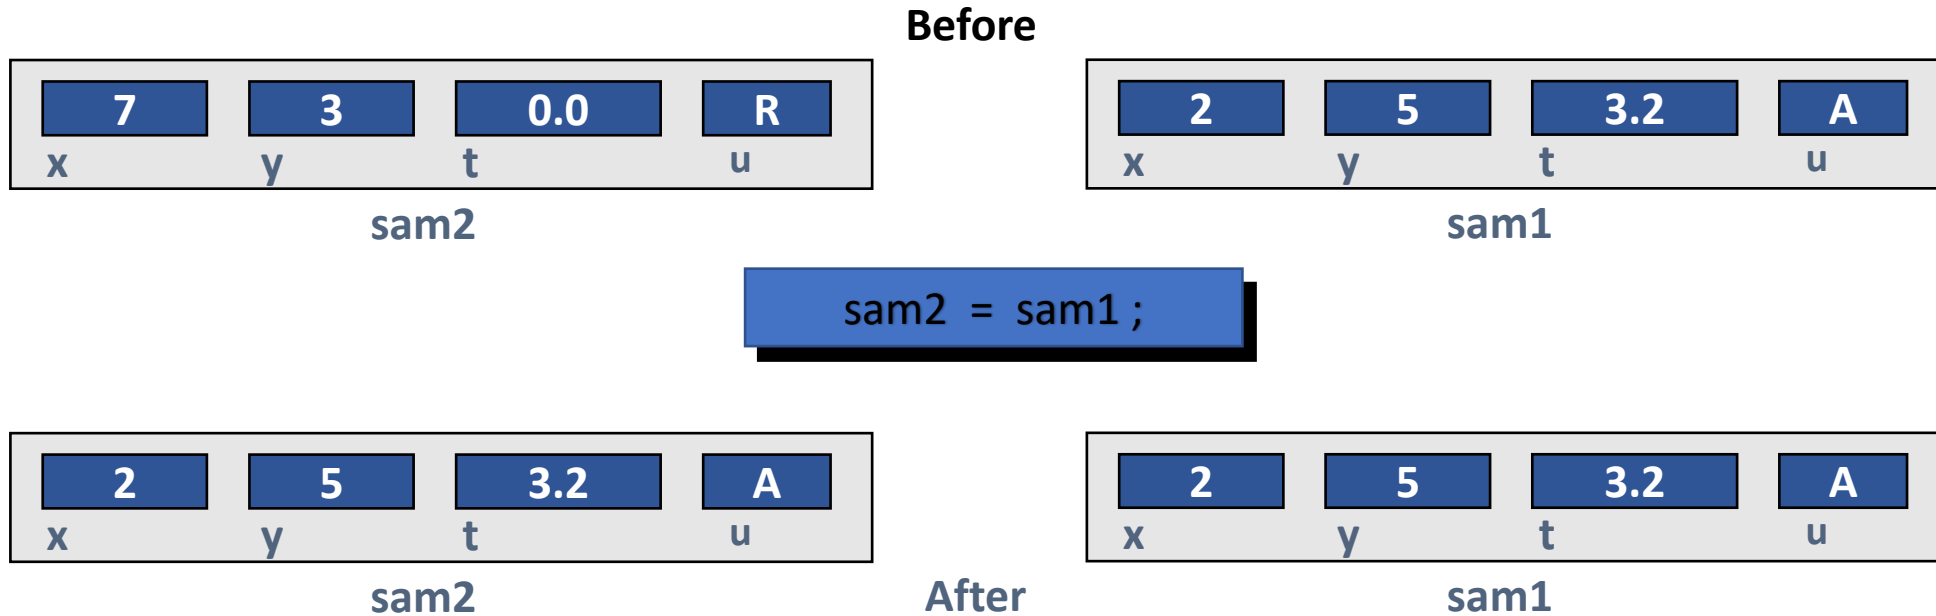 Before
7 3 0.0 R 2 5 3.2 A
x y t u x y t u
sam2 sam1
sam2 = sam1 ;
2 5 3.2 A 2 5 3.2 A
x y t u x y t u
sam2 After sam1